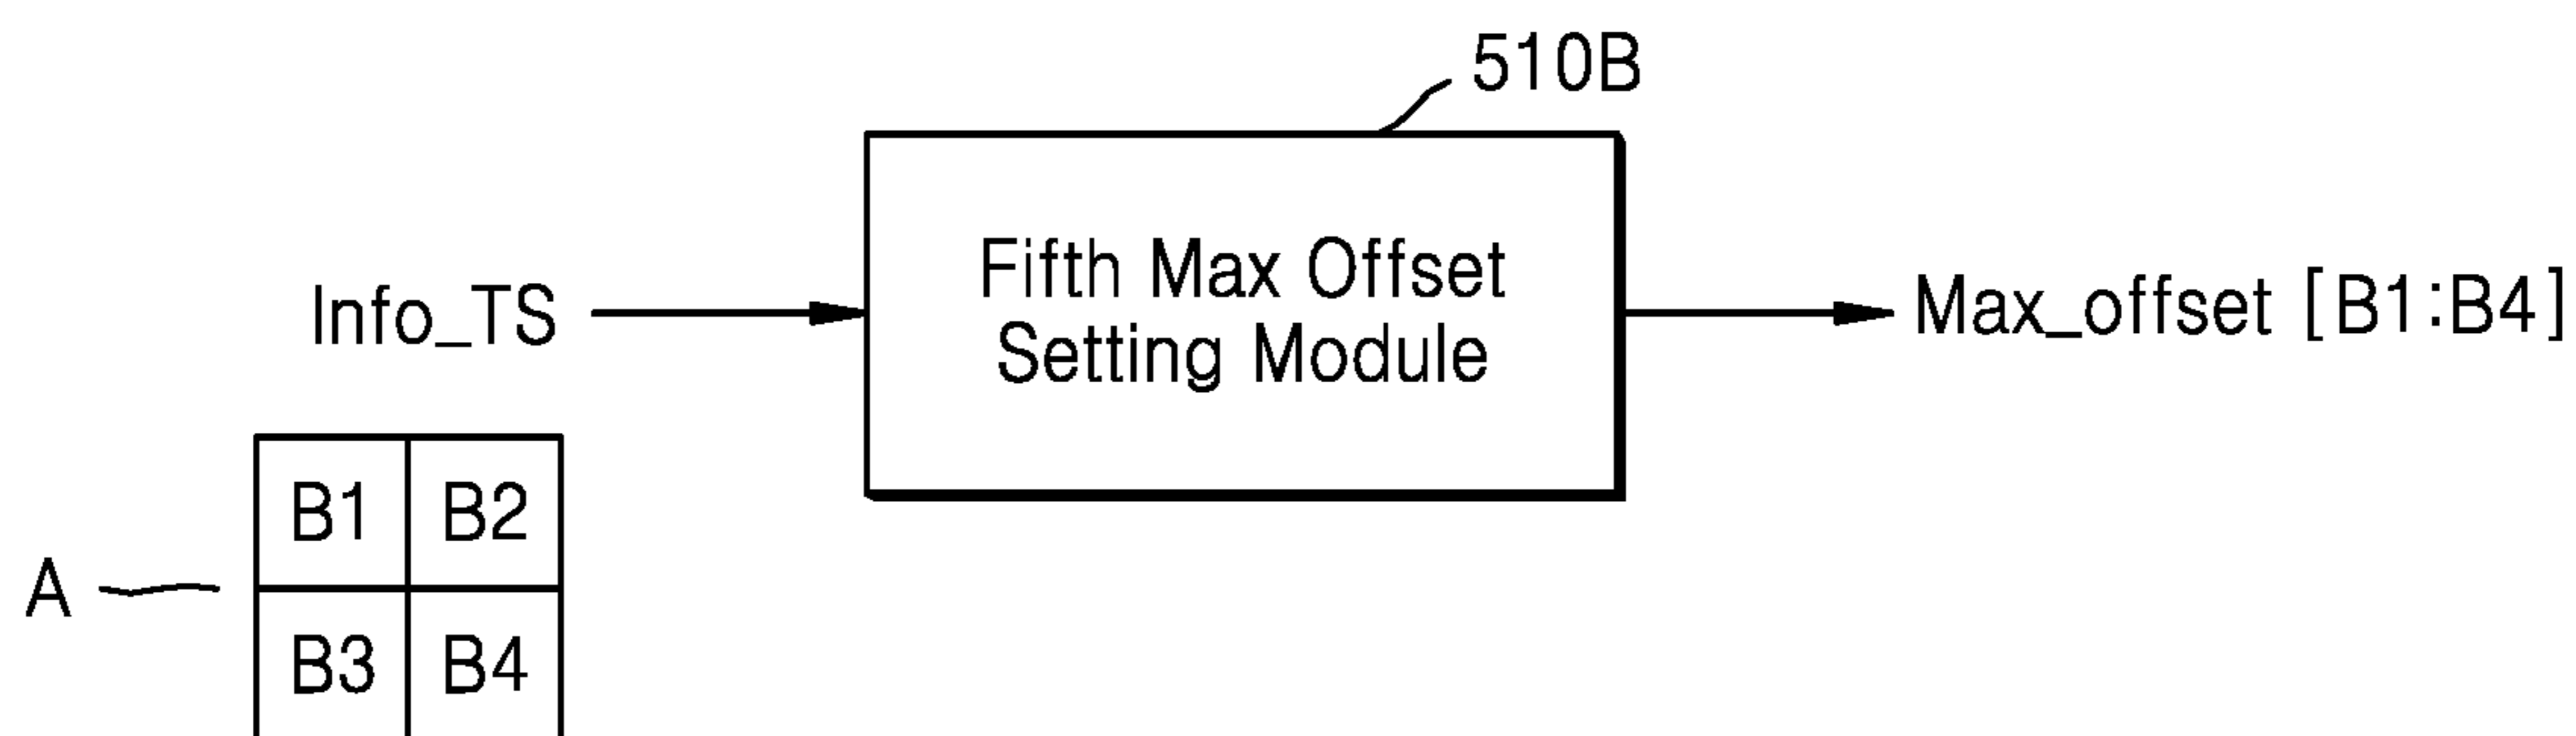 510B
Fifth Max Offset
Setting Module
Info_TS
Max_offset [B1:B4]
B1 B2
A
B3 B4